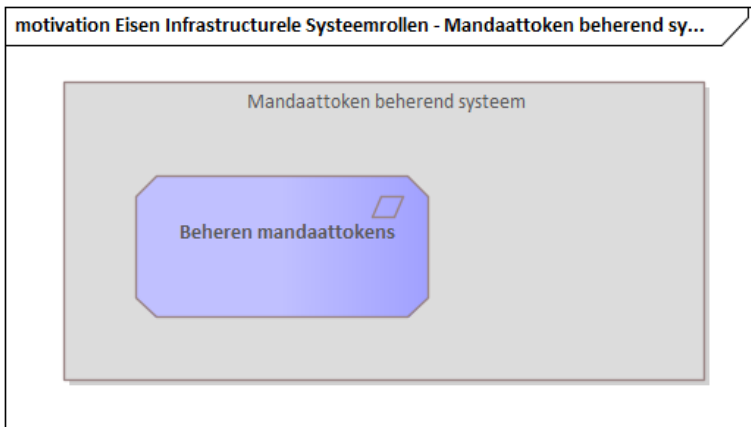 motivation Eisen Infrastructurele Systeemrollen - Mandaattoken beherend sy...
Mandaattoken beherend systeem
Beheren mandaattokens